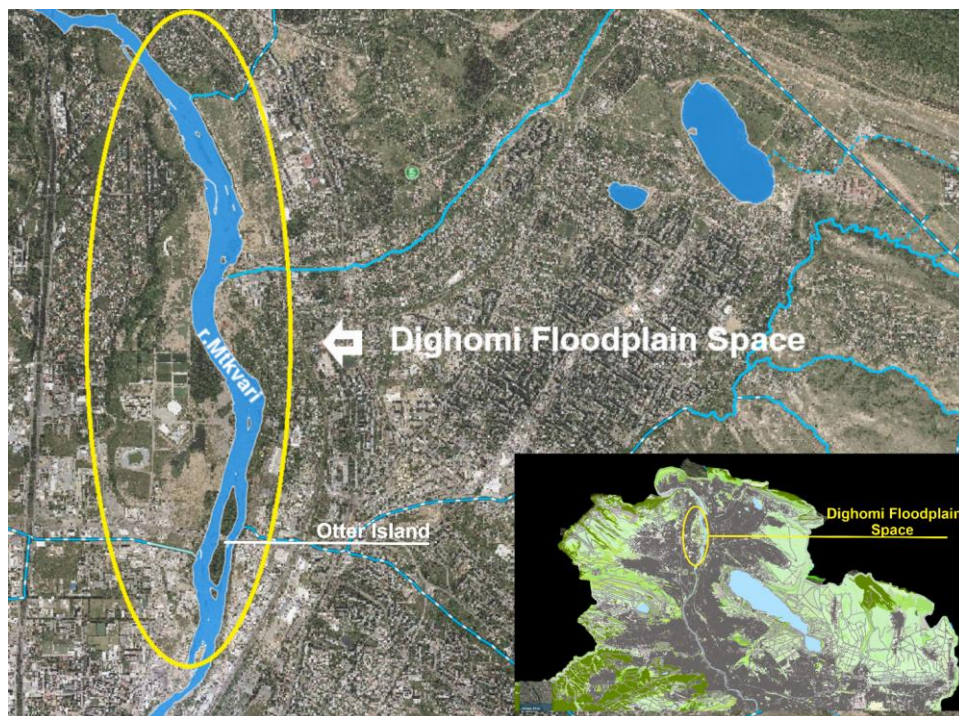 r.Mtkvari
Dighomi Floodplain Space
Otter Island
Dighomi Floodplain
Space